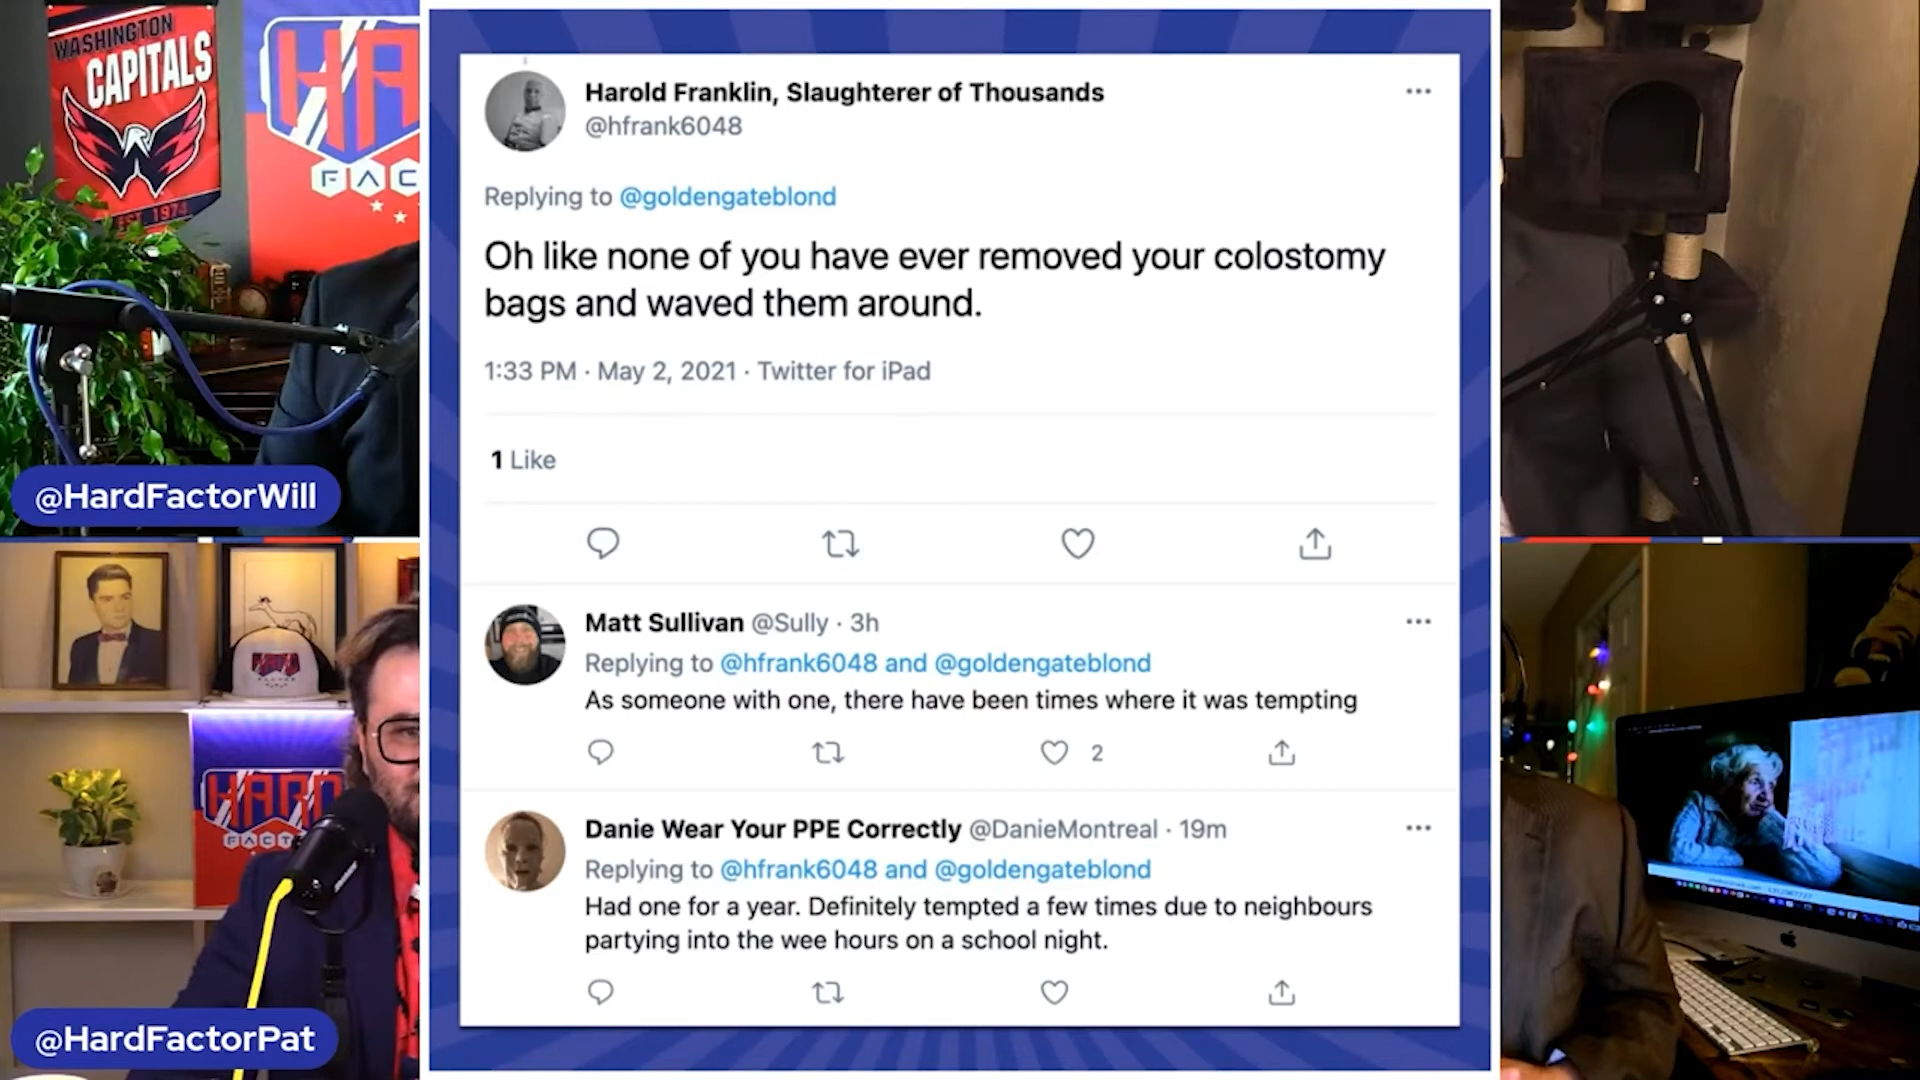 WASHINGTON
CAPITALS
EST. 1974
HA
FAC
@HardFactorWill
Harold Franklin, Slaughterer of Thousands
@hfrank6048
Replying to @goldengateblond
Oh like none of you have ever removed your colostomy
bags and waved them around.
1:33 PM · May 2, 2021 · Twitter for iPad
1 Like
Matt Sullivan @Sully · 3h
Replying to @hfrank6048 and @goldengateblond
As someone with one, there have been times where it was tempting
2
Danie Wear Your PPE Correctly @DanieMontreal · 19m
Replying to @hfrank6048 and @goldengateblond
Had one for a year. Definitely tempted a few times due to neighbours
partying into the wee hours on a school night.
HARD
FACT
@HardFactorPat